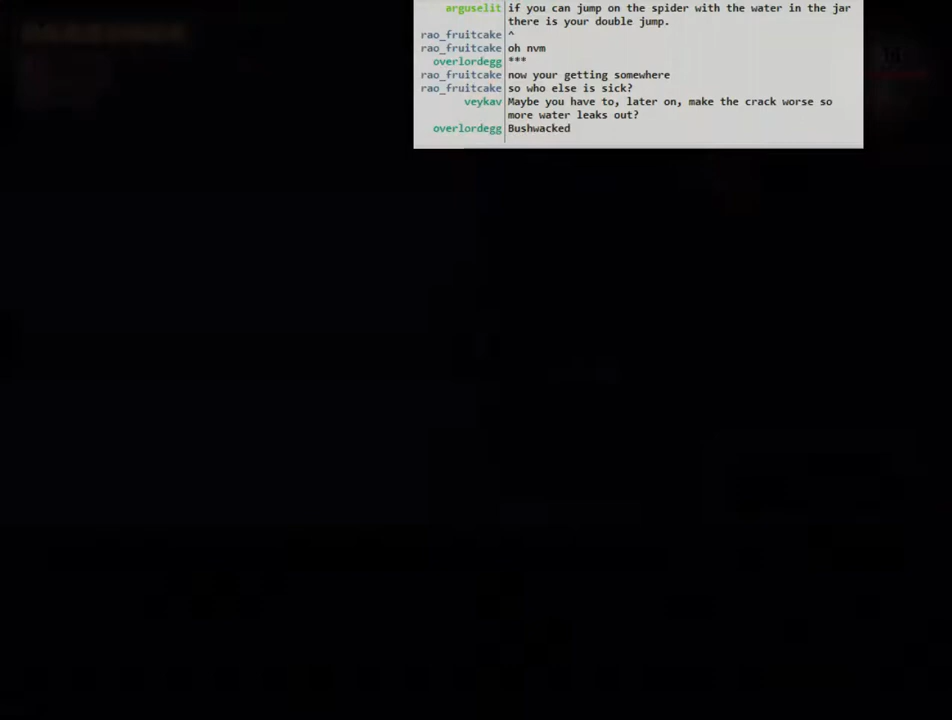 arguselit if you can jump on the spider with the water in the jar
there is your double jump.
rao_fruitcake ^
rao_fruitcake oh nvm
overlordegg ***
rao_fruitcake now your getting somewhere
rao_fruitcake so who else is sick?
veykav Maybe you have to, later on, make the crack worse so
more water leaks out?
overlordegg Bushwacked